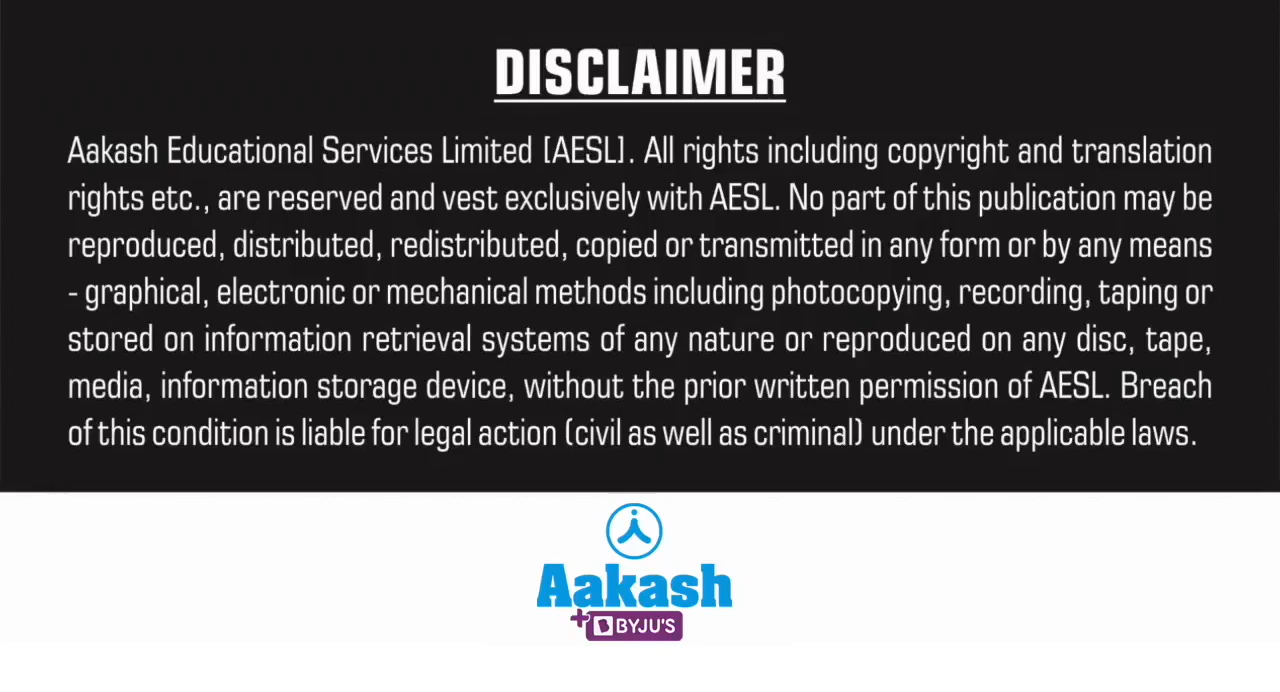 DISCLAIMER
Aakash Educational Services Limited [AESL]. All rights including copyright and translation
rights etc., are reserved and vest exclusively with AESL. No part of this publication may be
reproduced, distributed, redistributed, copied or transmitted in any form or by any means
- graphical, electronic or mechanical methods including photocopying, recording, taping or
stored on information retrieval systems of any nature or reproduced on any disc, tape,
media, information storage device, without the prior written permission of AESL. Breach
of this condition is liable for legal action (civil as well as criminal) under the applicable laws.
Aakash
+ BYJU'S